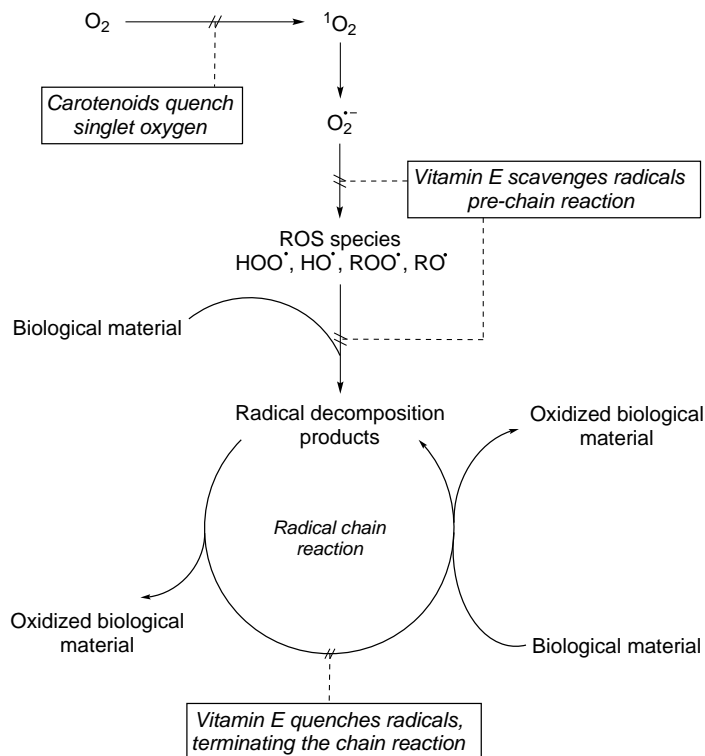 O₂
¹O₂
Carotenoids quench
singlet oxygen
O₂•−
Vitamin E scavenges radicals
pre-chain reaction
ROS species
HOO•, HO•, ROO•, RO•
Biological material
Radical decomposition
products
Oxidized biological
material
Radical chain
reaction
Oxidized biological
material
Biological material
Vitamin E quenches radicals,
terminating the chain reaction